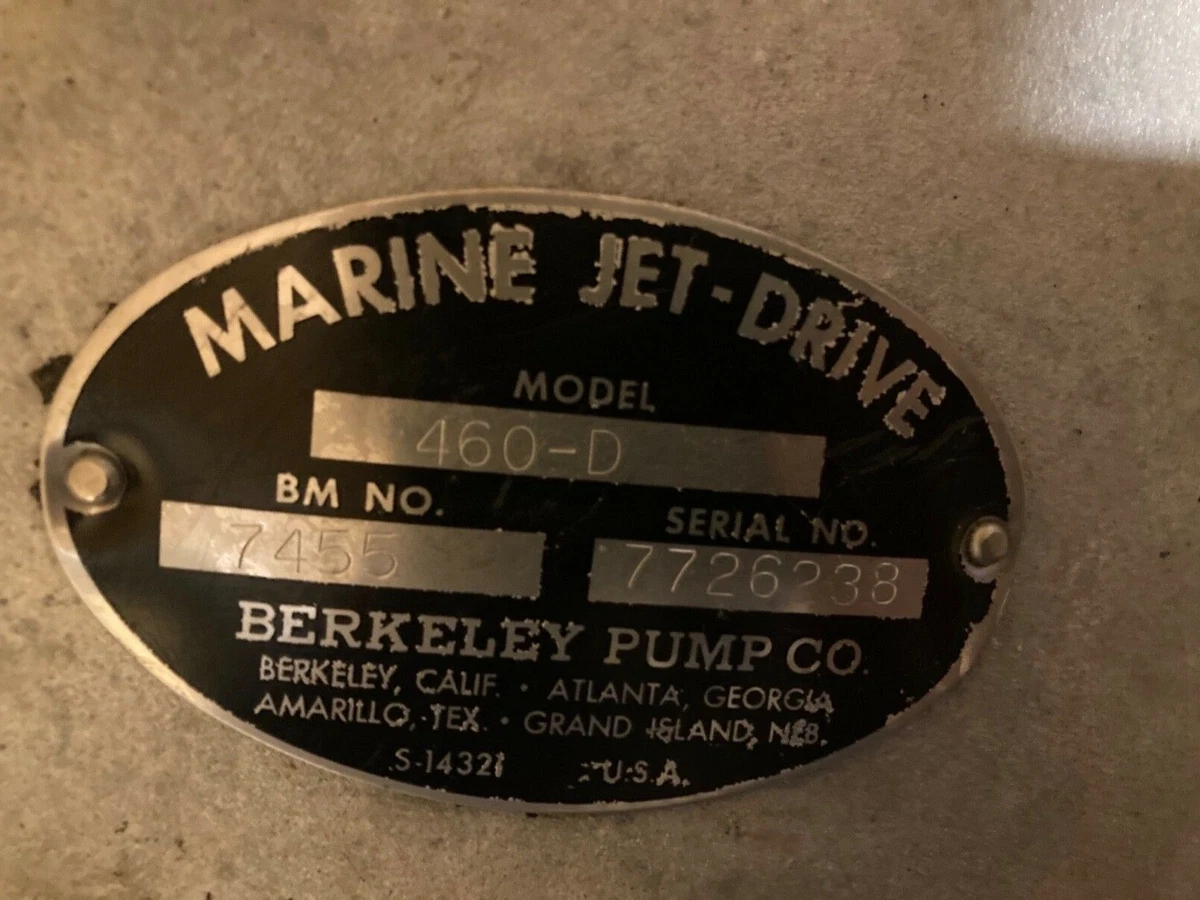 MARINE JET-DRIVE
MODEL
460-D
BM NO.
7455
SERIAL NO.
7726238
BERKELEY PUMP CO.
BERKELEY, CALIF. · ATLANTA, GEORGIA
AMARILLO, TEX. · GRAND ISLAND, NEB.
S-14321 U.S.A.